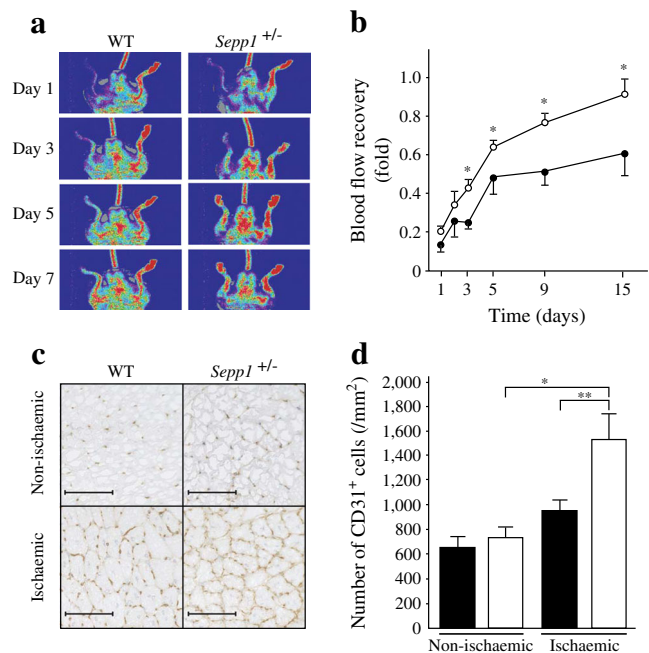 a
WT Sepp1 +/-
Day 1
Day 3
Day 5
Day 7
b
Blood flow recovery (fold)
1.0
0.8
0.6
0.4
0.2
0
* * * *
1 3 5 9 15
Time (days)
c
WT Sepp1 +/-
Non-ischaemic
Ischaemic
d
Number of CD31+ cells (/mm2)
2,000
1,800
1,600
1,400
1,200
1,000
800
600
400
200
0
*
**
Non-ischaemic Ischaemic